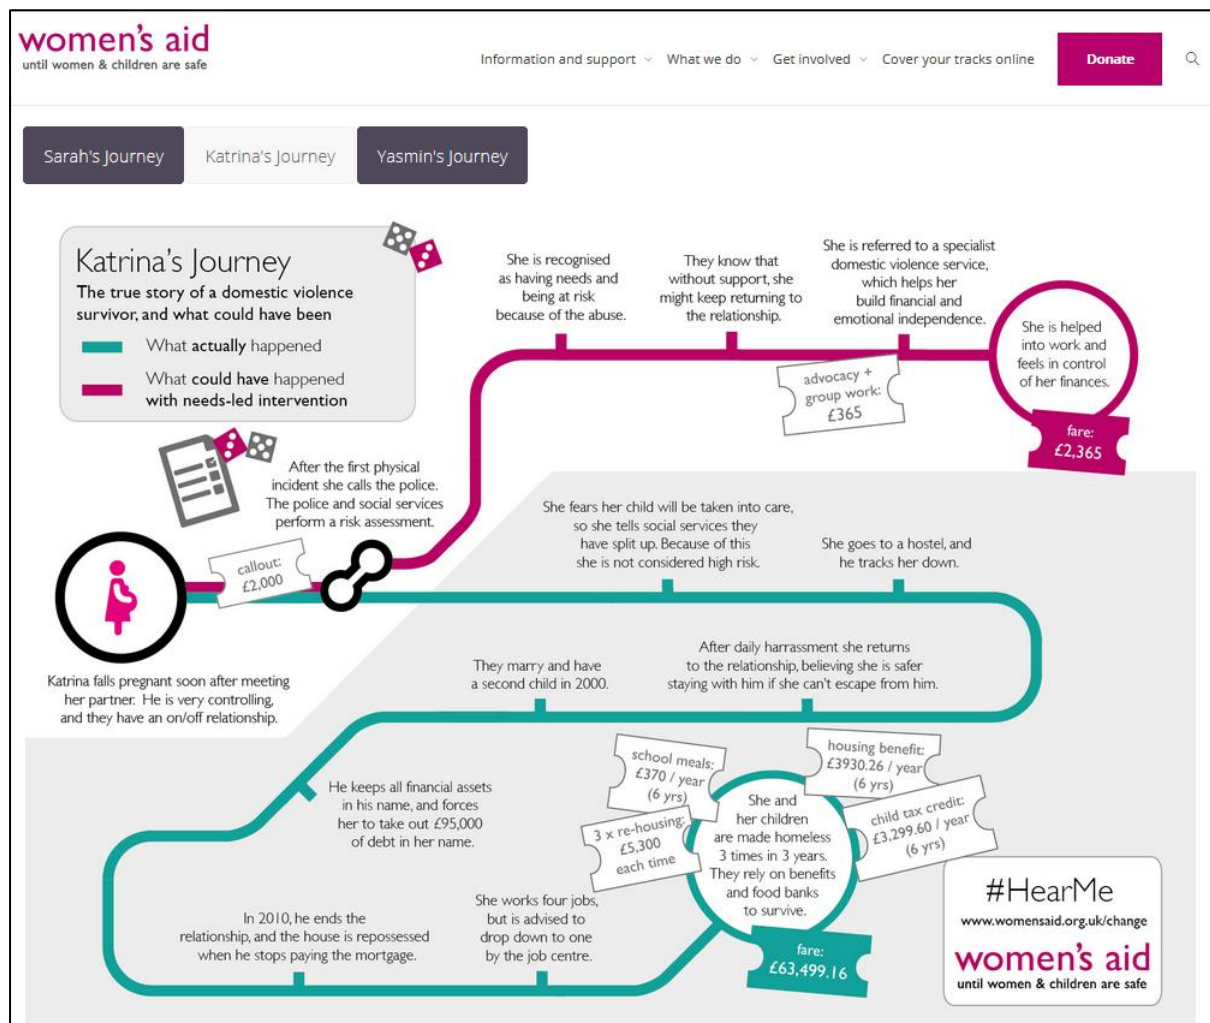 women's aid
until women & children are safe
Information and support
What we do
Get involved
Cover your tracks online
Donate
Sarah's Journey
Katrina's Journey
Yasmin's Journey
Katrina's Journey
The true story of a domestic violence
survivor, and what could have been
What actually happened
What could have happened
with needs-led intervention
She is recognised
as having needs and
being at risk
because of the abuse.
They know that
without support, she
might keep returning to
the relationship.
She is referred to a specialist
domestic violence service,
which helps her
build financial and
emotional independence.
advocacy +
group work:
£365
She is helped
into work and
feels in control
of her finances.
fare:
£2,365
After the first physical
incident she calls the police.
The police and social services
perform a risk assessment.
callout:
£2,000
Katrina falls pregnant soon after meeting
her partner. He is very controlling,
and they have an on/off relationship.
She fears her child will be taken into care,
so she tells social services they
have split up. Because of this
she is not considered high risk.
She goes to a hostel, and
he tracks her down.
After daily harrassment she returns
to the relationship, believing she is safer
staying with him if she can't escape from him.
They marry and have
a second child in 2000.
He keeps all financial assets
in his name, and forces
her to take out £95,000
of debt in her name.
In 2010, he ends the
relationship, and the house is repossessed
when he stops paying the mortgage.
She works four jobs,
but is advised to
drop down to one
by the job centre.
school meals:
£370 / year
(6 yrs)
3 x re-housing:
£5,300
each time
housing benefit:
£3930.26 / year
(6 yrs)
child tax credit:
£3,299.60 / year
(6 yrs)
She and
her children
are made homeless
3 times in 3 years.
They rely on benefits
and food banks
to survive.
fare:
£63,499.16
#HearMe
www.womensaid.org.uk/change
women's aid
until women & children are safe